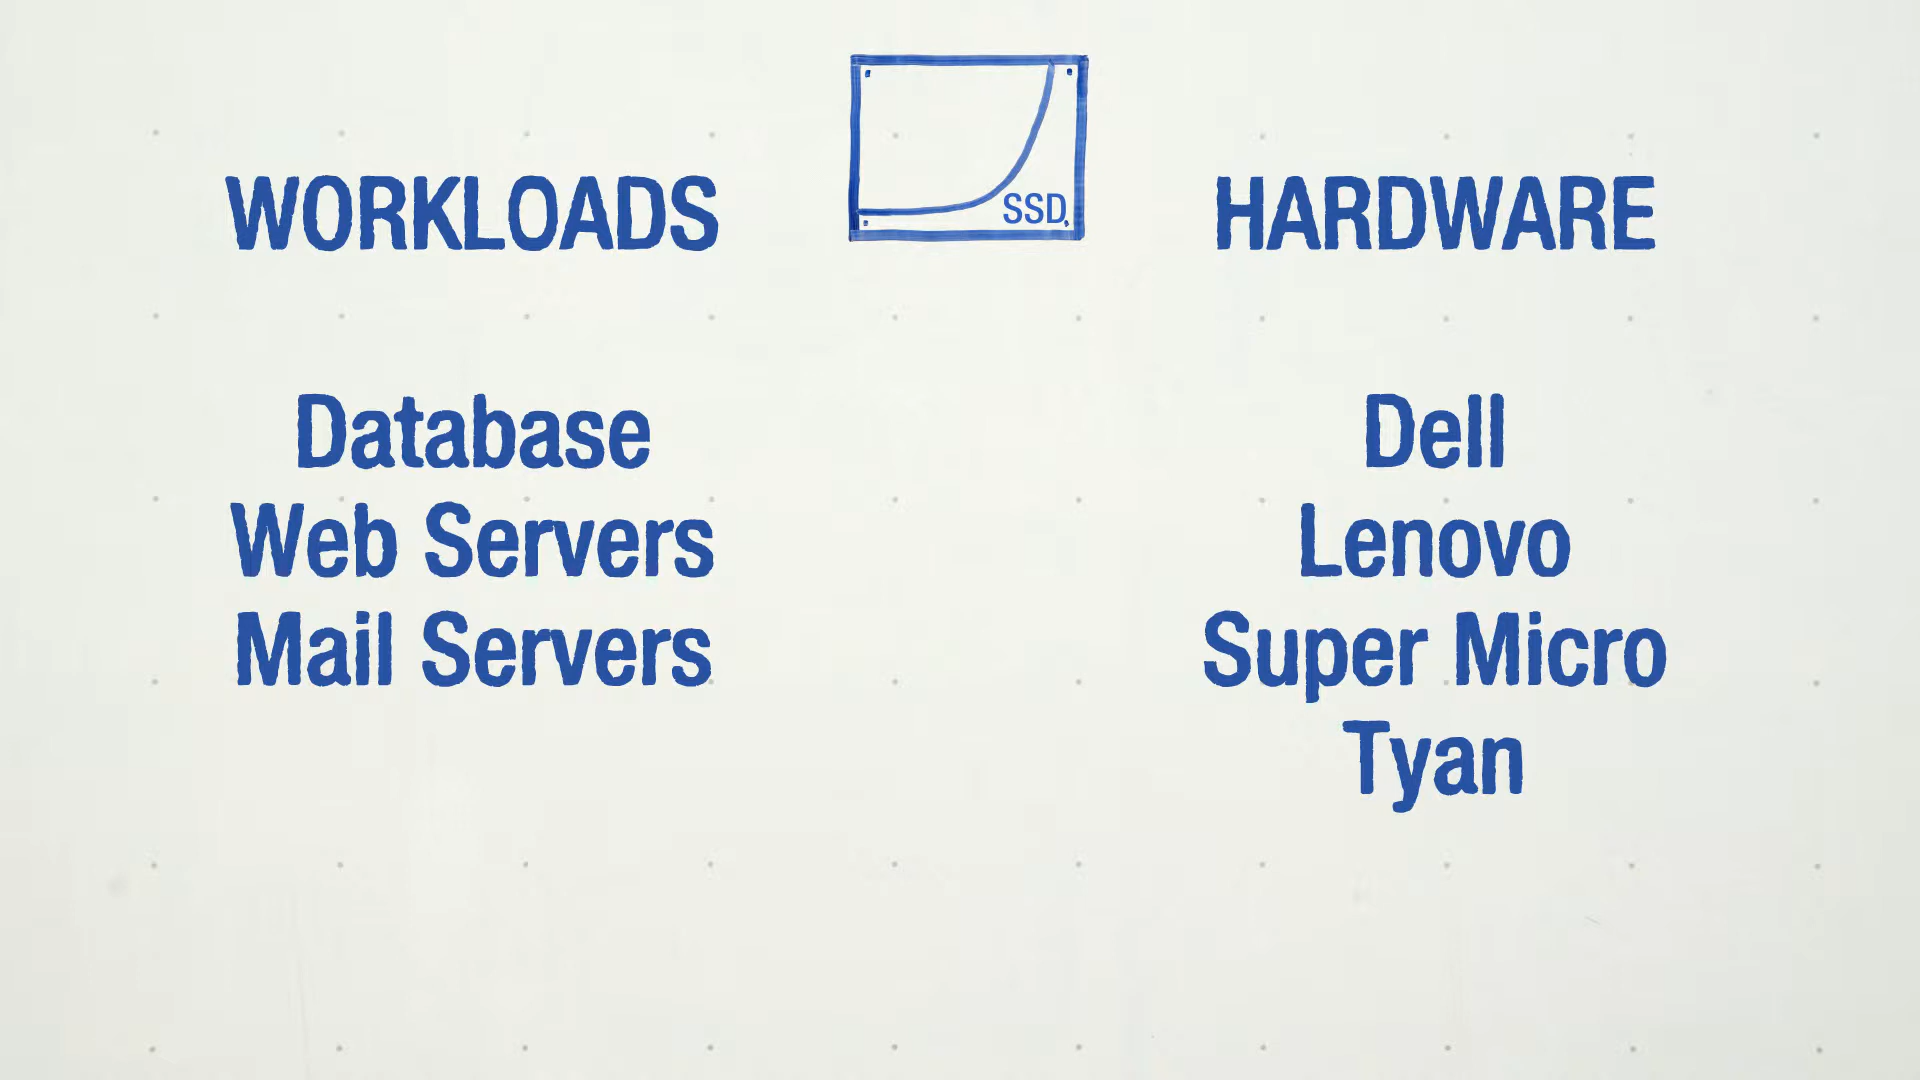 SSD
WORKLOADS
Database
Web Servers
Mail Servers
HARDWARE
Dell
Lenovo
Super Micro
Tyan